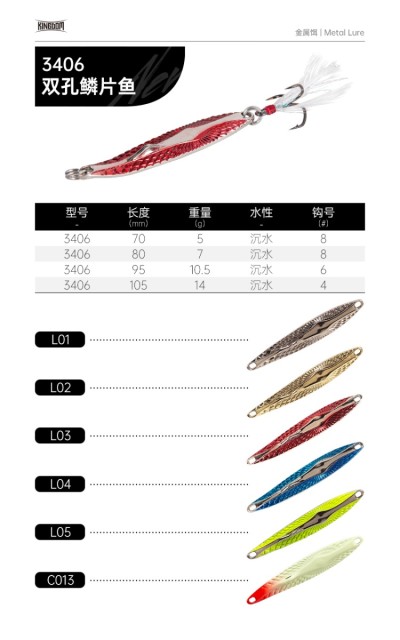 KINGDOM
金属饵 | Metal Lure
3406
双孔鳞片鱼
型号 长度 重量 水性 钩号
- (mm) (g) - (#)
3406 70 5 沉水 8
3406 80 7 沉水 8
3406 95 10.5 沉水 6
3406 105 14 沉水 4
L01
L02
L03
L04
L05
C013